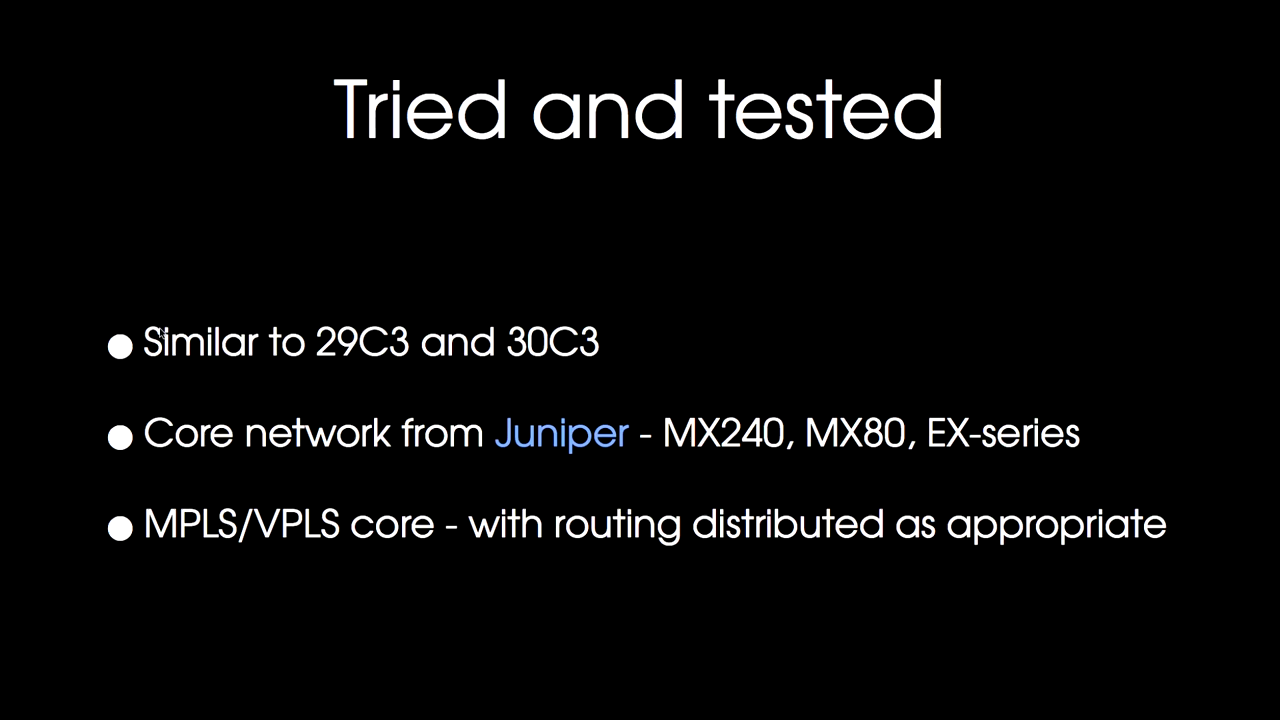 Tried and tested
● Similar to 29C3 and 30C3
● Core network from Juniper - MX240, MX80, EX-series
● MPLS/VPLS core - with routing distributed as appropriate